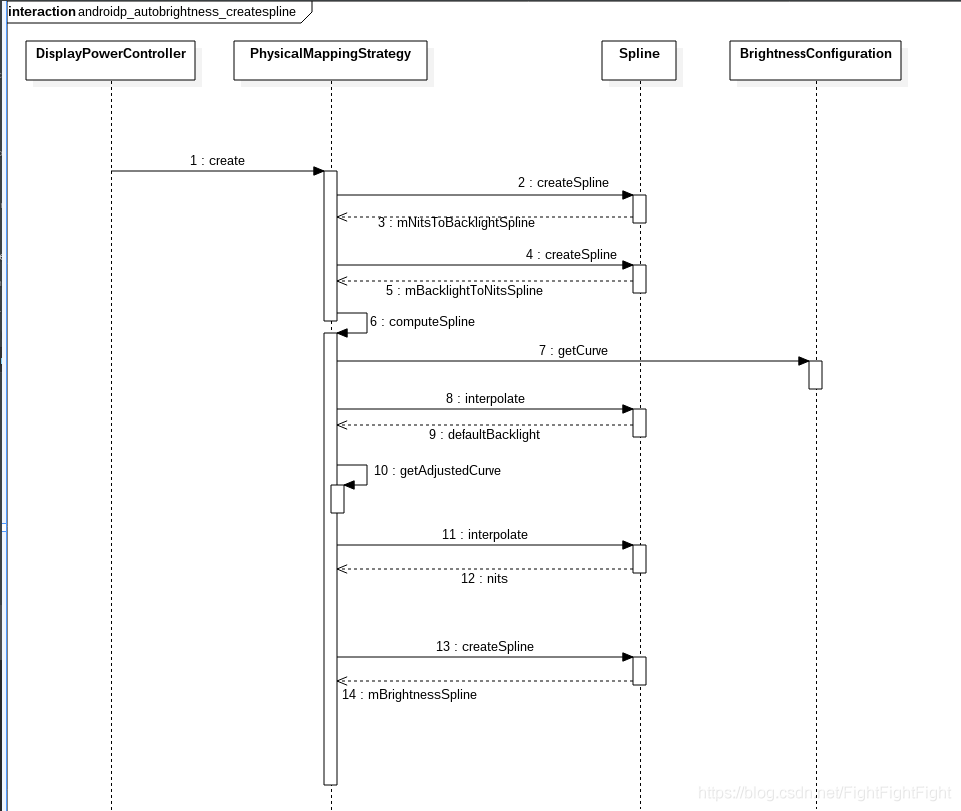 interaction androidp_autobrightness_createspline
DisplayPowerController
PhysicalMappingStrategy
Spline
BrightnessConfiguration
1 : create
2 : createSpline
3 : mNitsToBacklightSpline
4 : createSpline
5 : mBacklightToNitsSpline
6 : computeSpline
7 : getCurve
8 : interpolate
9 : defaultBacklight
10 : getAdjustedCurve
11 : interpolate
12 : nits
13 : createSpline
14 : mBrightnessSpline
https://blog.csdn.net/FightFightFight